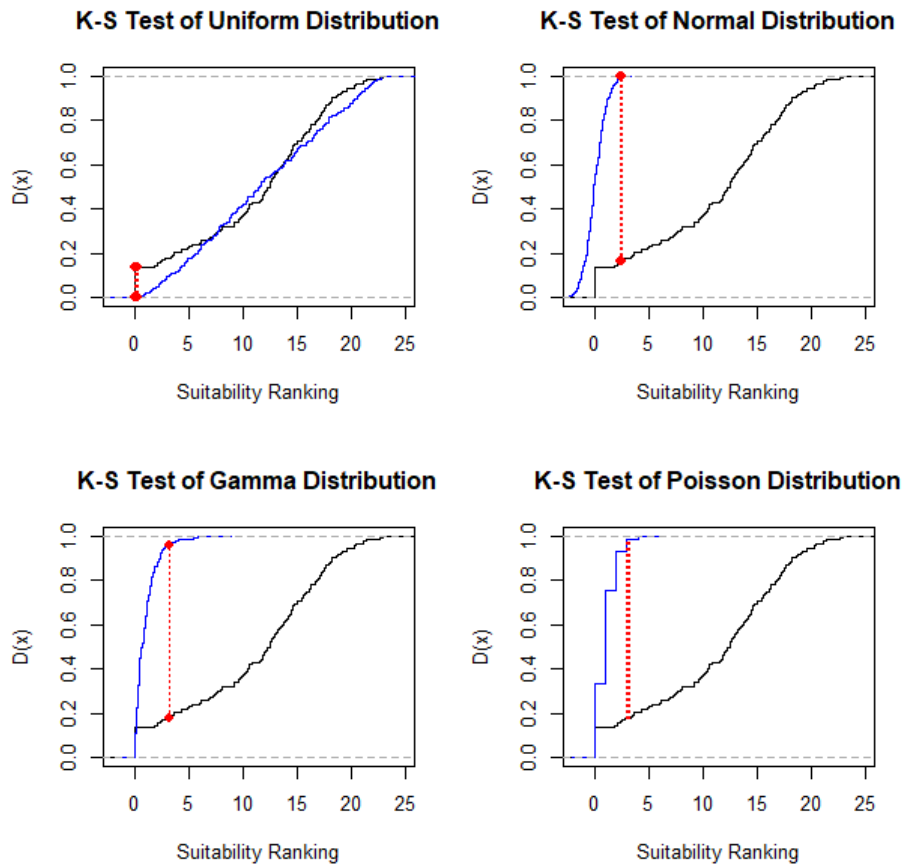 K-S Test of Uniform Distribution
D(x)
0.0 0.2 0.4 0.6 0.8 1.0
0 5 10 15 20 25
Suitability Ranking
K-S Test of Normal Distribution
D(x)
0.0 0.2 0.4 0.6 0.8 1.0
0 5 10 15 20 25
Suitability Ranking
K-S Test of Gamma Distribution
D(x)
0.0 0.2 0.4 0.6 0.8 1.0
0 5 10 15 20 25
Suitability Ranking
K-S Test of Poisson Distribution
D(x)
0.0 0.2 0.4 0.6 0.8 1.0
0 5 10 15 20 25
Suitability Ranking